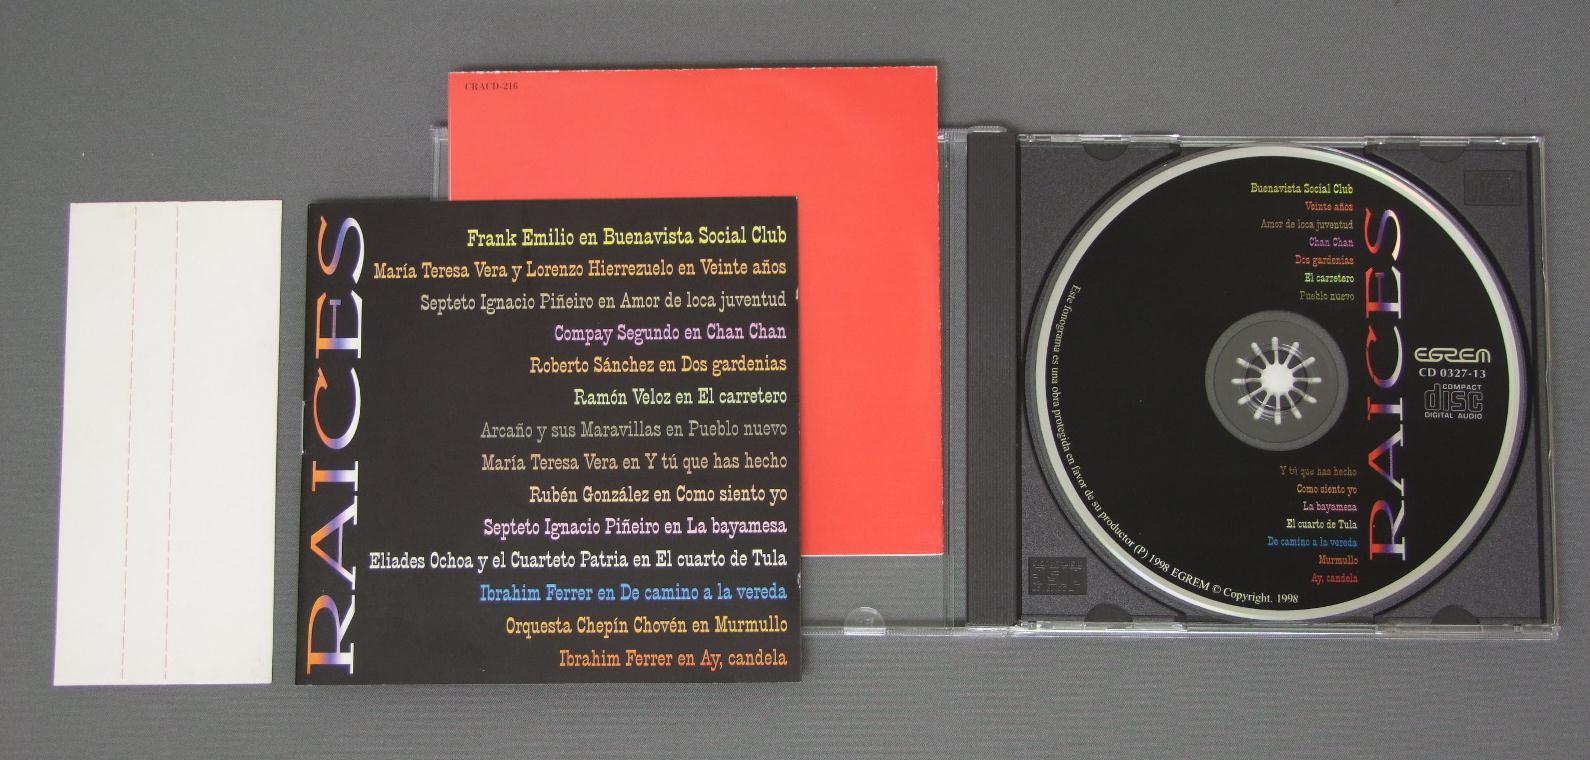 CRACD-216
RAICES
Frank Emilio en Buenavista Social Club
María Teresa Vera y Lorenzo Hierrezuelo en Veinte años
Septeto Ignacio Piñeiro en Amor de loca juventud
Compay Segundo en Chan Chan
Roberto Sánchez en Dos gardenias
Ramón Veloz en El carretero
Arcaño y sus Maravillas en Pueblo nuevo
María Teresa Vera en Y tú que has hecho
Rubén González en Como siento yo
Septeto Ignacio Piñeiro en La bayamesa
Eliades Ochoa y el Cuarteto Patria en El cuarto de Tula
Ibrahim Ferrer en De camino a la vereda
Orquesta Chepín Chovén en Murmullo
Ibrahim Ferrer en Ay, candela
Buenavista Social Club
Veinte años
Amor de loca juventud
Chan Chan
Dos gardenias
El carretero
Pueblo nuevo
RAICES
EGREM
CD 0327-13
COMPACT
disc
DIGITAL AUDIO
Y tú que has hecho
Como siento yo
La bayamesa
El cuarto de Tula
De camino a la vereda
Murmullo
Ay, candela
Este fonograma es una obra protegida en favor de su productor (P) 1998 EGREM © Copyright. 1998